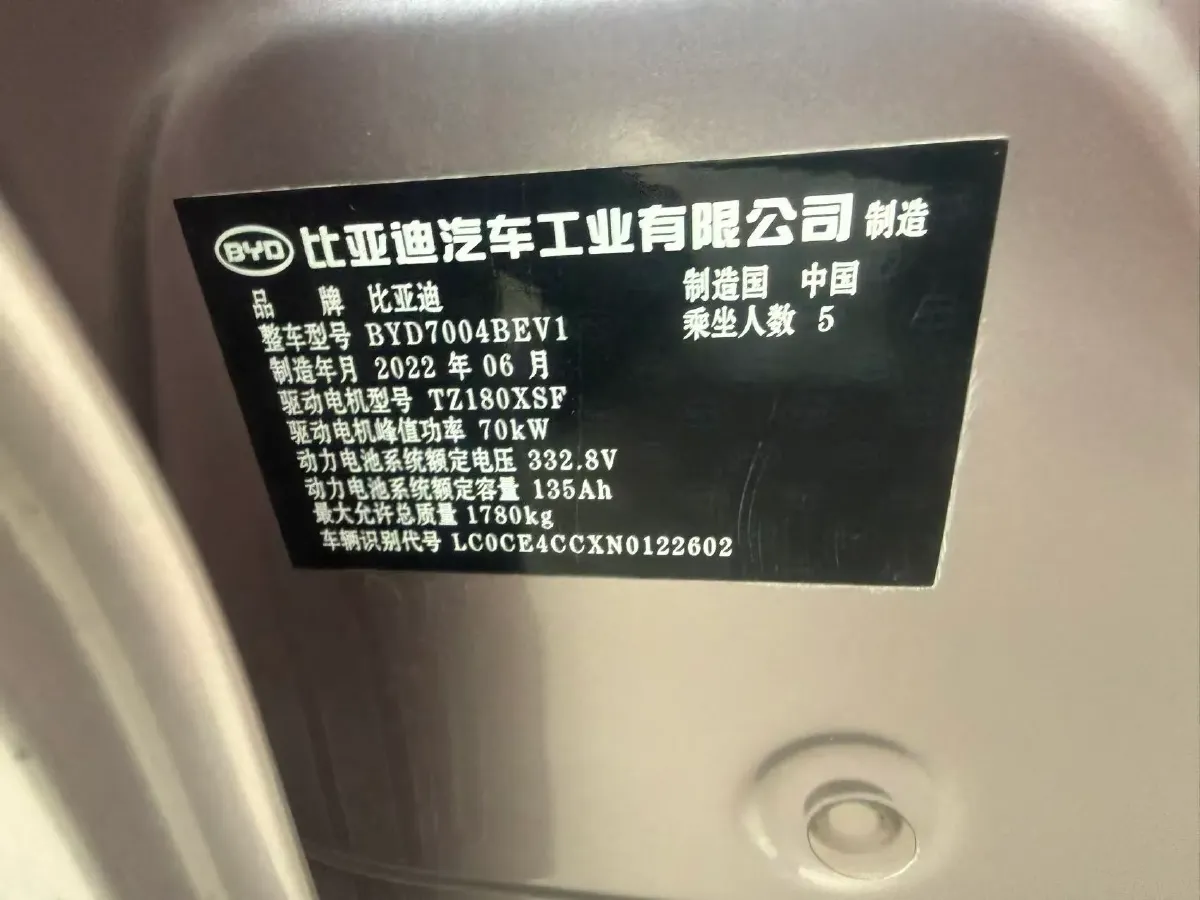 BYD 比亚迪汽车工业有限公司 制造
品 牌 比亚迪 制造国 中国
整车型号 BYD7004BEV1 乘坐人数 5
制造年月 2022 年 06 月
驱动电机型号 TZ180XSF
驱动电机峰值功率 70kW
动力电池系统额定电压 332.8V
动力电池系统额定容量 135Ah
最大允许总质量 1780kg
车辆识别代号 LC0CE4CCXN0122602